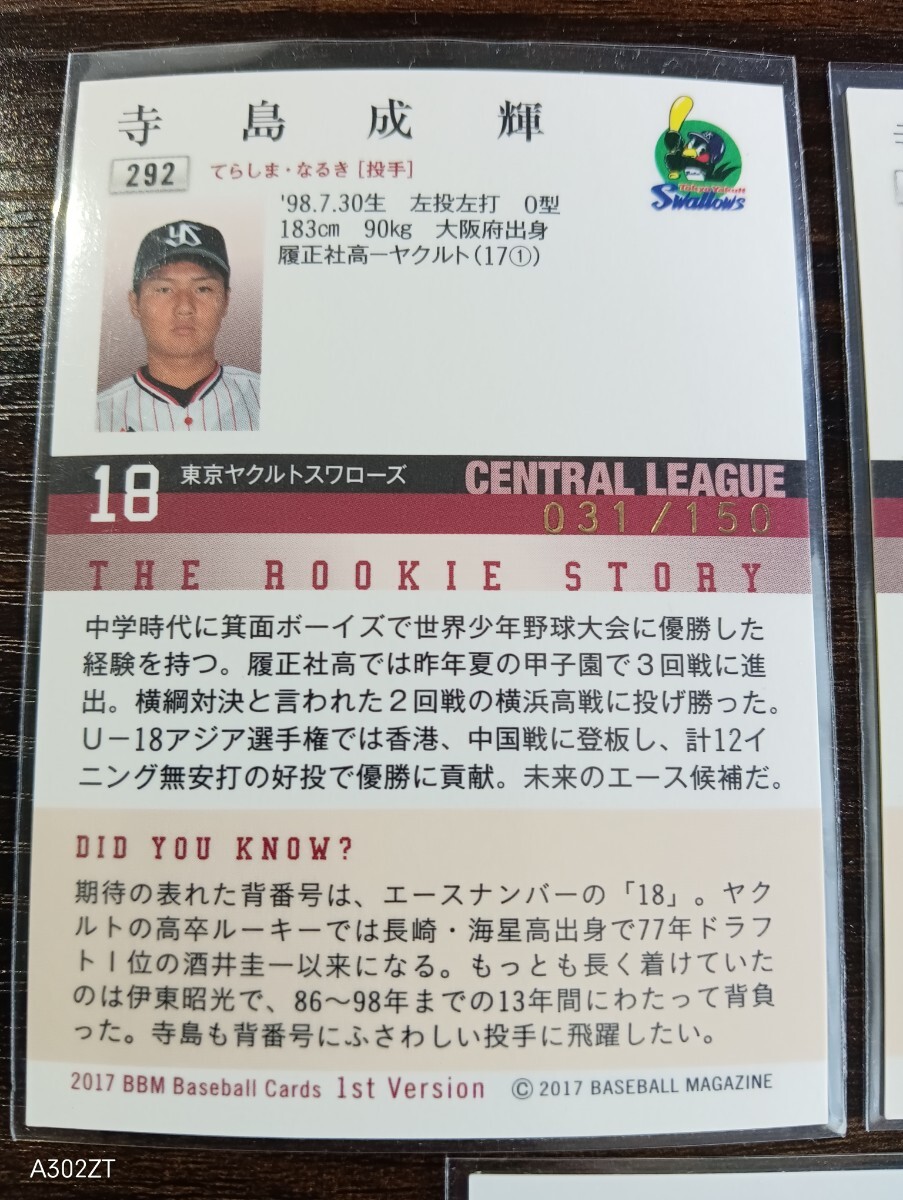 寺島成輝
292 てらしま・なるき [投手]
'98.7.30生 左投左打 O型
183cm 90kg 大阪府出身
履正社高ーヤクルト(17①)
Tokyo Yakult
Swallows
YS
18 東京ヤクルトスワローズ CENTRAL LEAGUE
031/150
THE ROOKIE STORY
中学時代に箕面ボーイズで世界少年野球大会に優勝した
経験を持つ。履正社高では昨年夏の甲子園で3回戦に進
出。横綱対決と言われた2回戦の横浜高戦に投げ勝った。
U−18アジア選手権では香港、中国戦に登板し、計12イ
ニング無安打の好投で優勝に貢献。未来のエース候補だ。
DID YOU KNOW?
期待の表れた背番号は、エースナンバーの「18」。ヤク
ルトの高卒ルーキーでは長崎・海星高出身で77年ドラフ
ト1位の酒井圭一以来になる。もっとも長く着けていた
のは伊東昭光で、86〜98年までの13年間にわたって背負
った。寺島も背番号にふさわしい投手に飛躍したい。
2017 BBM Baseball Cards 1st Version © 2017 BASEBALL MAGAZINE
A302ZT